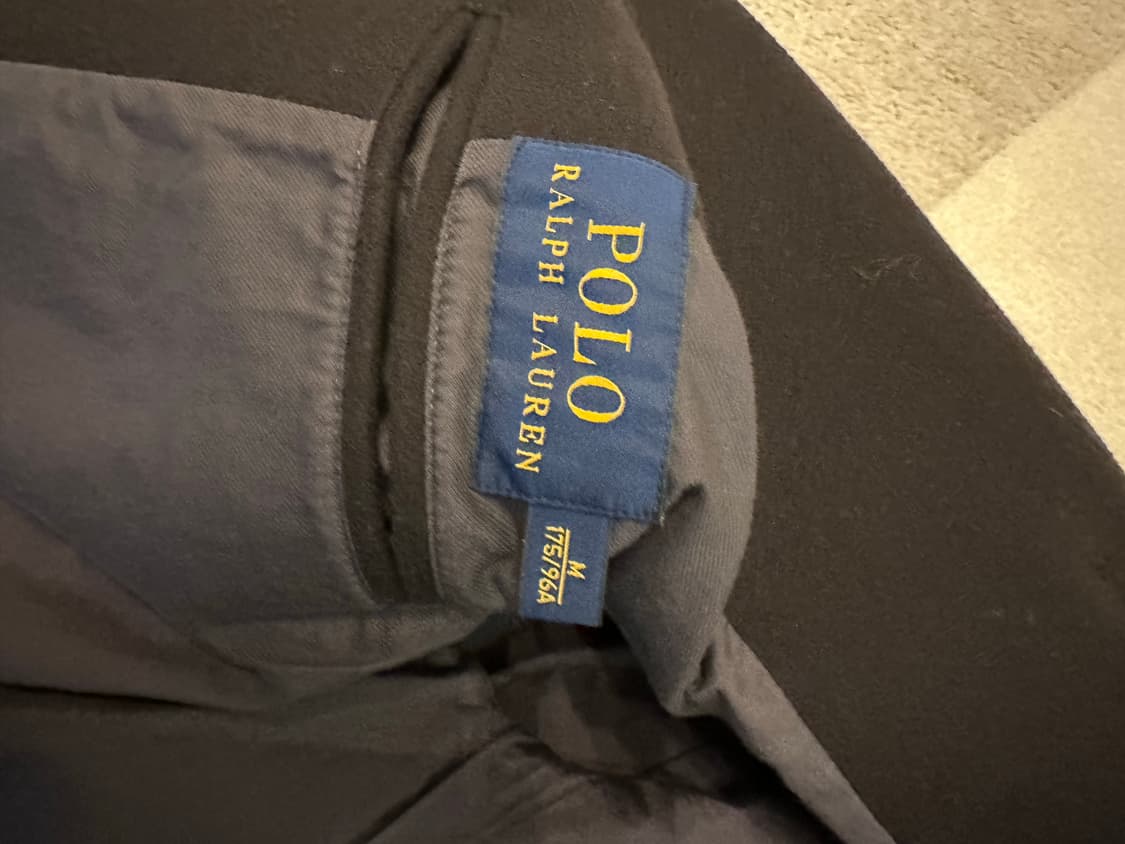 POLO
RALPH LAUREN
M
175/96A